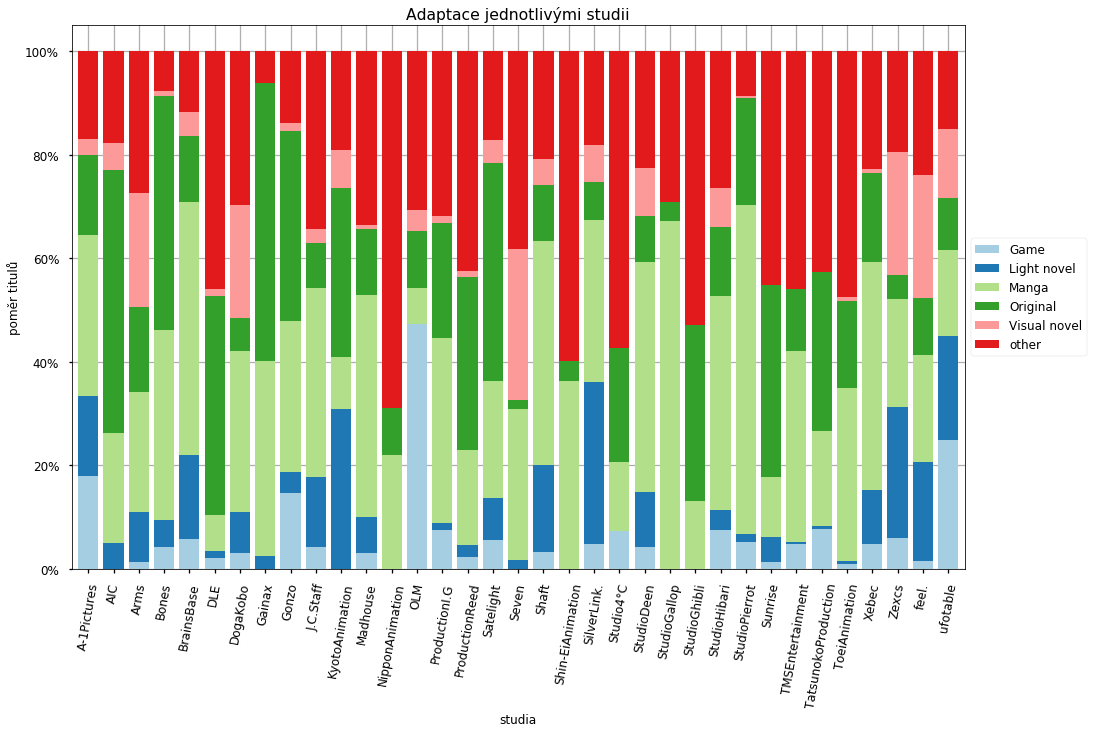 Adaptace jednotlivými studii
poměr titulů
100%
80%
60%
40%
20%
0%
A-1Pictures
AIC
Arms
Bones
BrainsBase
DLE
DogaKobo
Gainax
Gonzo
J.C.Staff
KyotoAnimation
Madhouse
NipponAnimation
OLM
ProductionI.G
ProductionReed
Satelight
Seven
Shaft
Shin-EiAnimation
SilverLink.
Studio4°C
StudioDeen
StudioGallop
StudioGhibli
StudioHibari
StudioPierrot
Sunrise
TMSEntertainment
TatsunokoProduction
ToeiAnimation
Xebec
Zexcs
feel.
ufotable
studia
Game
Light novel
Manga
Original
Visual novel
other